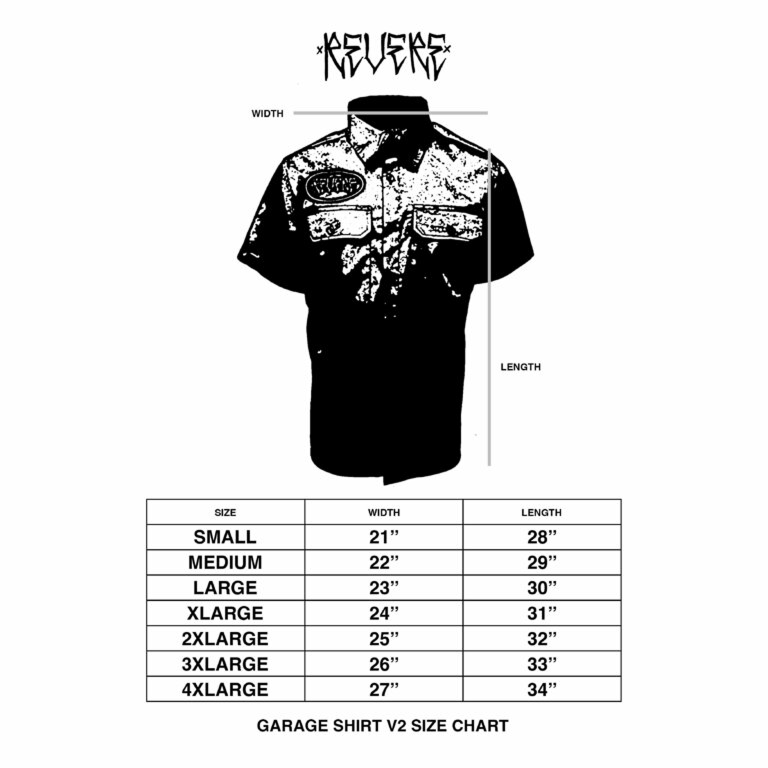 REVERE
WIDTH
LENGTH
SIZE WIDTH LENGTH
SMALL 21” 28”
MEDIUM 22” 29”
LARGE 23” 30”
XLARGE 24” 31”
2XLARGE 25” 32”
3XLARGE 26” 33”
4XLARGE 27” 34”
GARAGE SHIRT V2 SIZE CHART